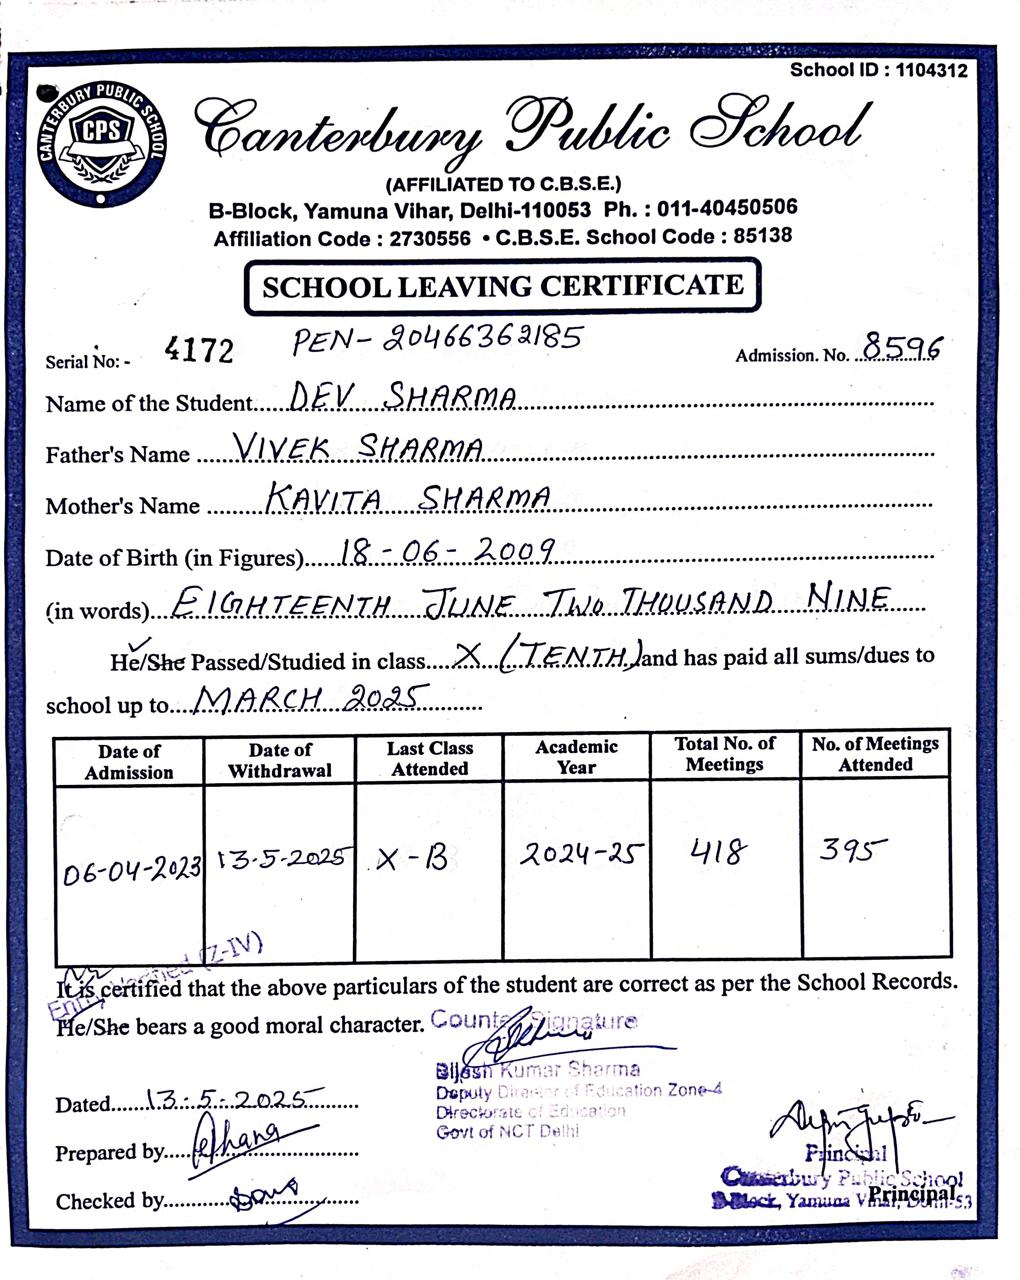 School ID : 1104312
CANTERBURY PUBLIC SCHOOL
CPS
Canterbury Public School
(AFFILIATED TO C.B.S.E.)
B-Block, Yamuna Vihar, Delhi-110053 Ph. : 011-40450506
Affiliation Code : 2730556 • C.B.S.E. School Code : 85138
SCHOOL LEAVING CERTIFICATE
Serial No:- 4172 PEN- 20466362185 Admission. No. 8596
Name of the Student DEV SHARMA
Father's Name VIVEK SHARMA
Mother's Name KAVITA SHARMA
Date of Birth (in Figures) 18-06-2009
(in words) EIGHTEENTH JUNE TWO THOUSAND NINE
He/She Passed/Studied in class X (TENTH) and has paid all sums/dues to
school up to MARCH 2025
Date of Admission Date of Withdrawal Last Class Attended Academic Year Total No. of Meetings No. of Meetings Attended
06-04-2023 13-5-2025 X-B 2024-25 418 395
Entry Verified (Z-IV)
It is certified that the above particulars of the student are correct as per the School Records.
He/She bears a good moral character. Counter Signature
Bijesh Kumar Sharma
Deputy Director of Education Zone-4
Directorate of Education
Govt of NCT Delhi
Dated 13-5-2025
Prepared by
Checked by
Principal
Canterbury Public School
B-Block, Yamuna Vihar, Delhi-53
Principal